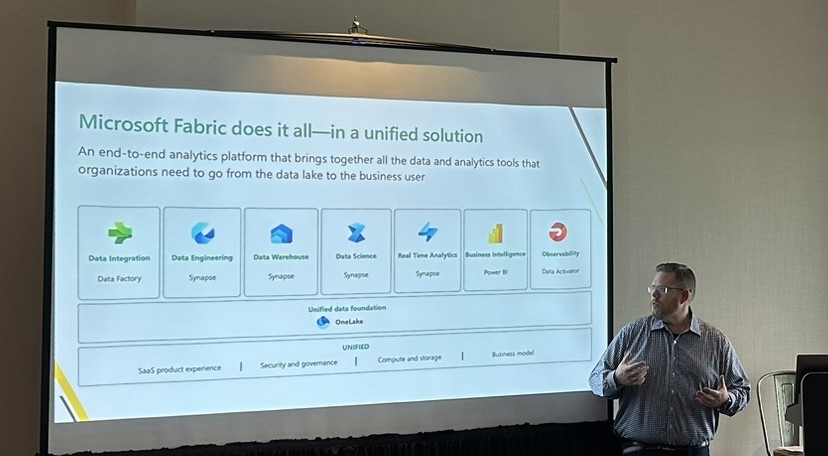 Microsoft Fabric does it all—in a unified solution
An end-to-end analytics platform that brings together all the data and analytics tools that
organizations need to go from the data lake to the business user
Data Integration
Data Factory
Data Engineering
Synapse
Data Warehouse
Synapse
Data Science
Synapse
Real Time Analytics
Synapse
Business Intelligence
Power BI
Observability
Data Activator
Unified data foundation
OneLake
UNIFIED
SaaS product experience | Security and governance | Compute and storage | Business model